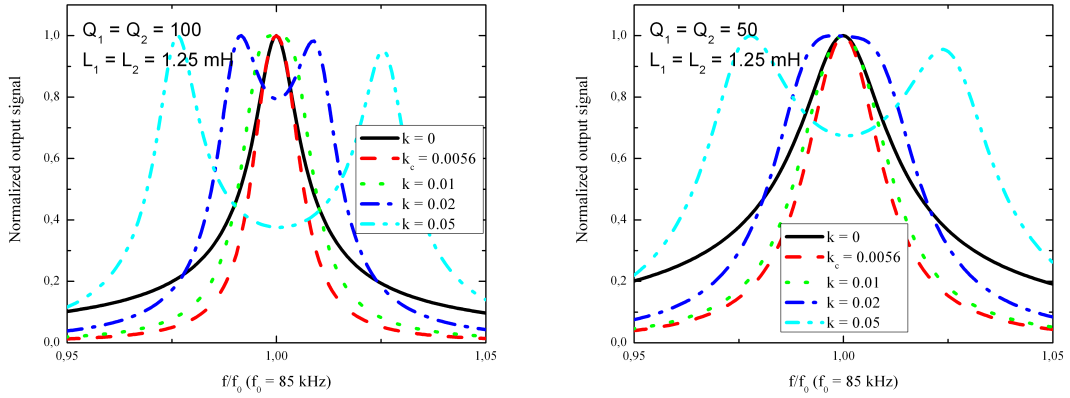 Q1 = Q2 = 100
L1 = L2 = 1.25 mH
Normalized output signal
1,0
0,8
0,6
0,4
0,2
0,0
k = 0
kc = 0.0056
k = 0.01
k = 0.02
k = 0.05
0,95
1,00
1,05
f/f0 (f0 = 85 kHz)
Q1 = Q2 = 50
L1 = L2 = 1.25 mH
Normalized output signal
1,0
0,8
0,6
0,4
0,2
0,0
k = 0
kc = 0.0056
k = 0.01
k = 0.02
k = 0.05
0,95
1,00
1,05
f/f0 (f0 = 85 kHz)